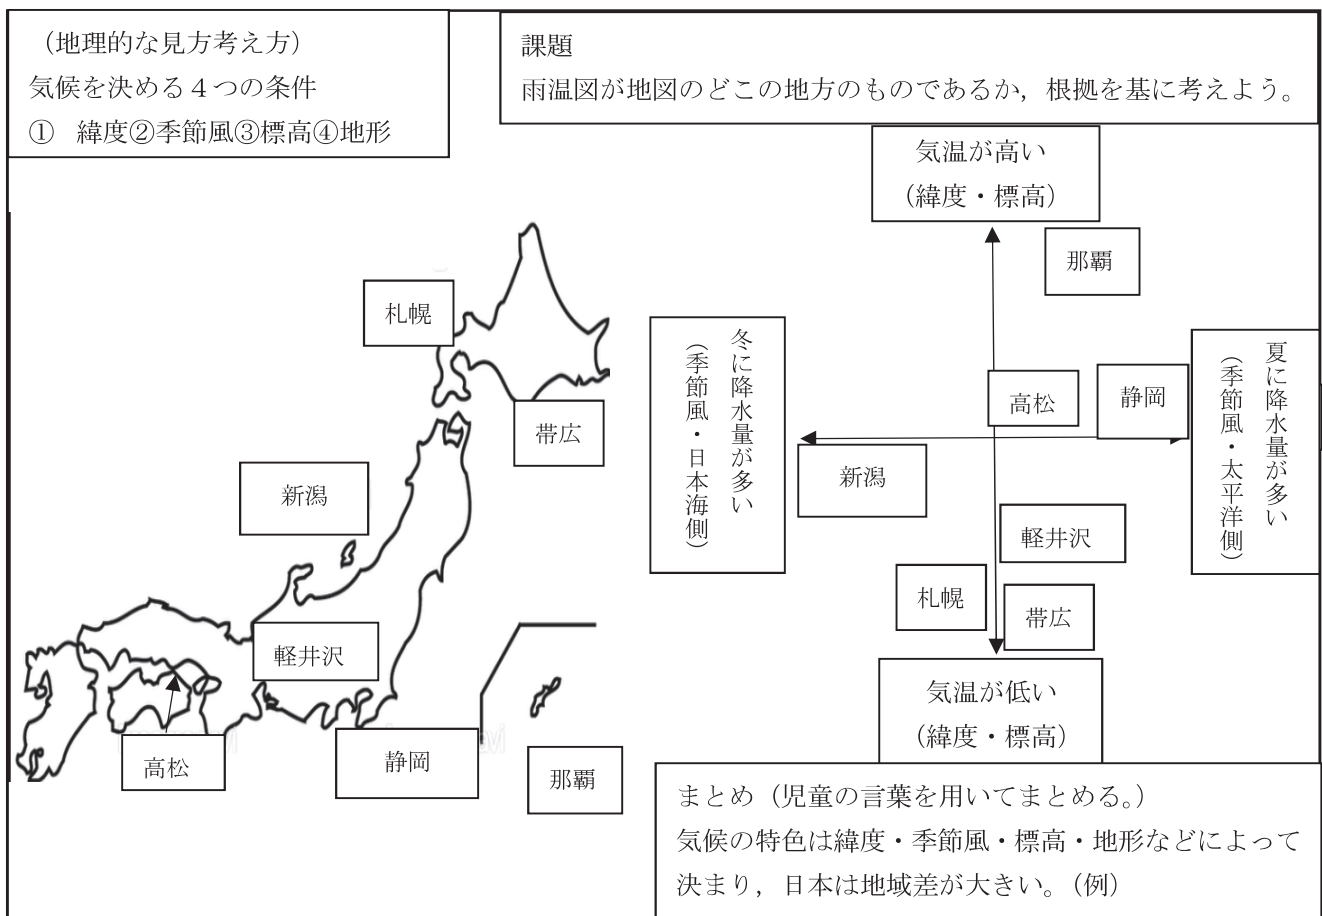 （地理的な見方考え方）
気候を決める４つの条件
①　緯度②季節風③標高④地形
課題
雨温図が地図のどこの地方のものであるか，根拠を基に考えよう。
札幌
帯広
新潟
軽井沢
高松
静岡
那覇
気温が高い
（緯度・標高）
那覇
冬に降水量が多い
（季節風・日本海側）
高松
静岡
夏に降水量が多い
（季節風・太平洋側）
新潟
軽井沢
札幌
帯広
気温が低い
（緯度・標高）
まとめ（児童の言葉を用いてまとめる。）
気候の特色は緯度・季節風・標高・地形などによって
決まり，日本は地域差が大きい。（例）